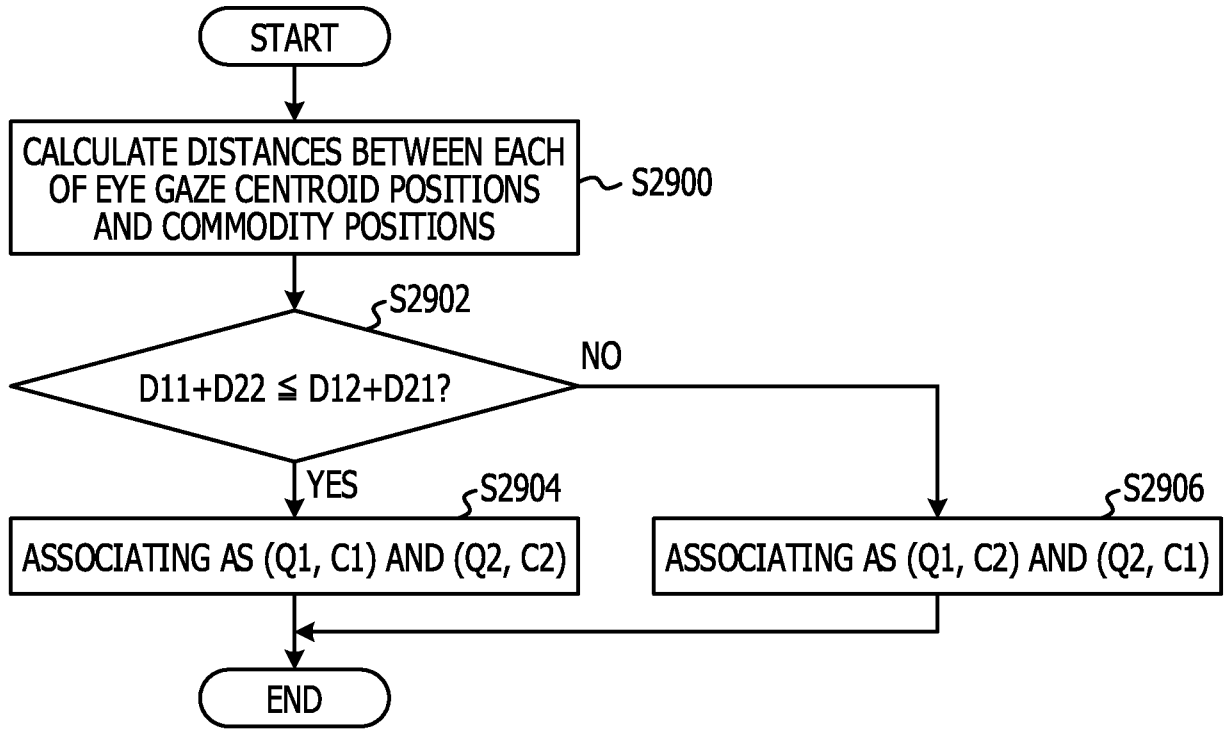 START
CALCULATE DISTANCES BETWEEN EACH
OF EYE GAZE CENTROID POSITIONS
AND COMMODITY POSITIONS
S2900
S2902
D11+D22 ≦ D12+D21?
NO
YES
S2904
S2906
ASSOCIATING AS (Q1, C1) AND (Q2, C2)
ASSOCIATING AS (Q1, C2) AND (Q2, C1)
END